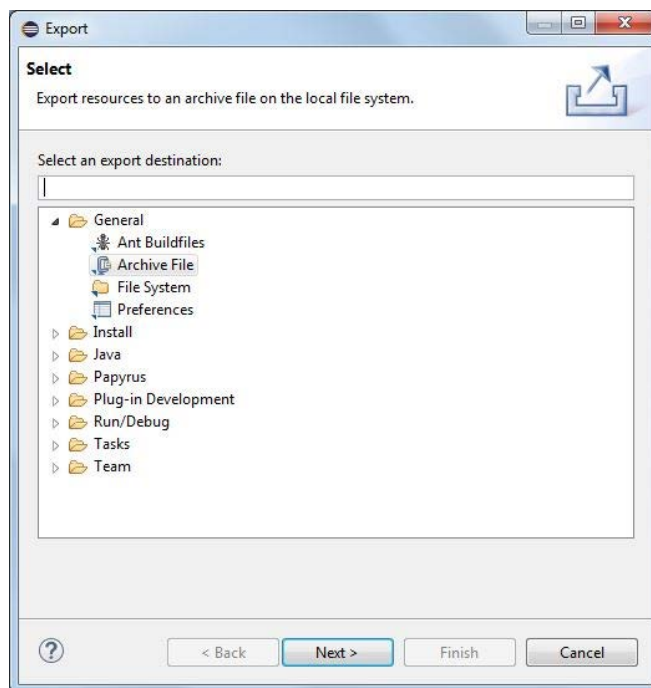 Export
Select
Export resources to an archive file on the local file system.
Select an export destination:
General
Ant Buildfiles
Archive File
File System
Preferences
Install
Java
Papyrus
Plug-in Development
Run/Debug
Tasks
Team
? < Back Next > Finish Cancel